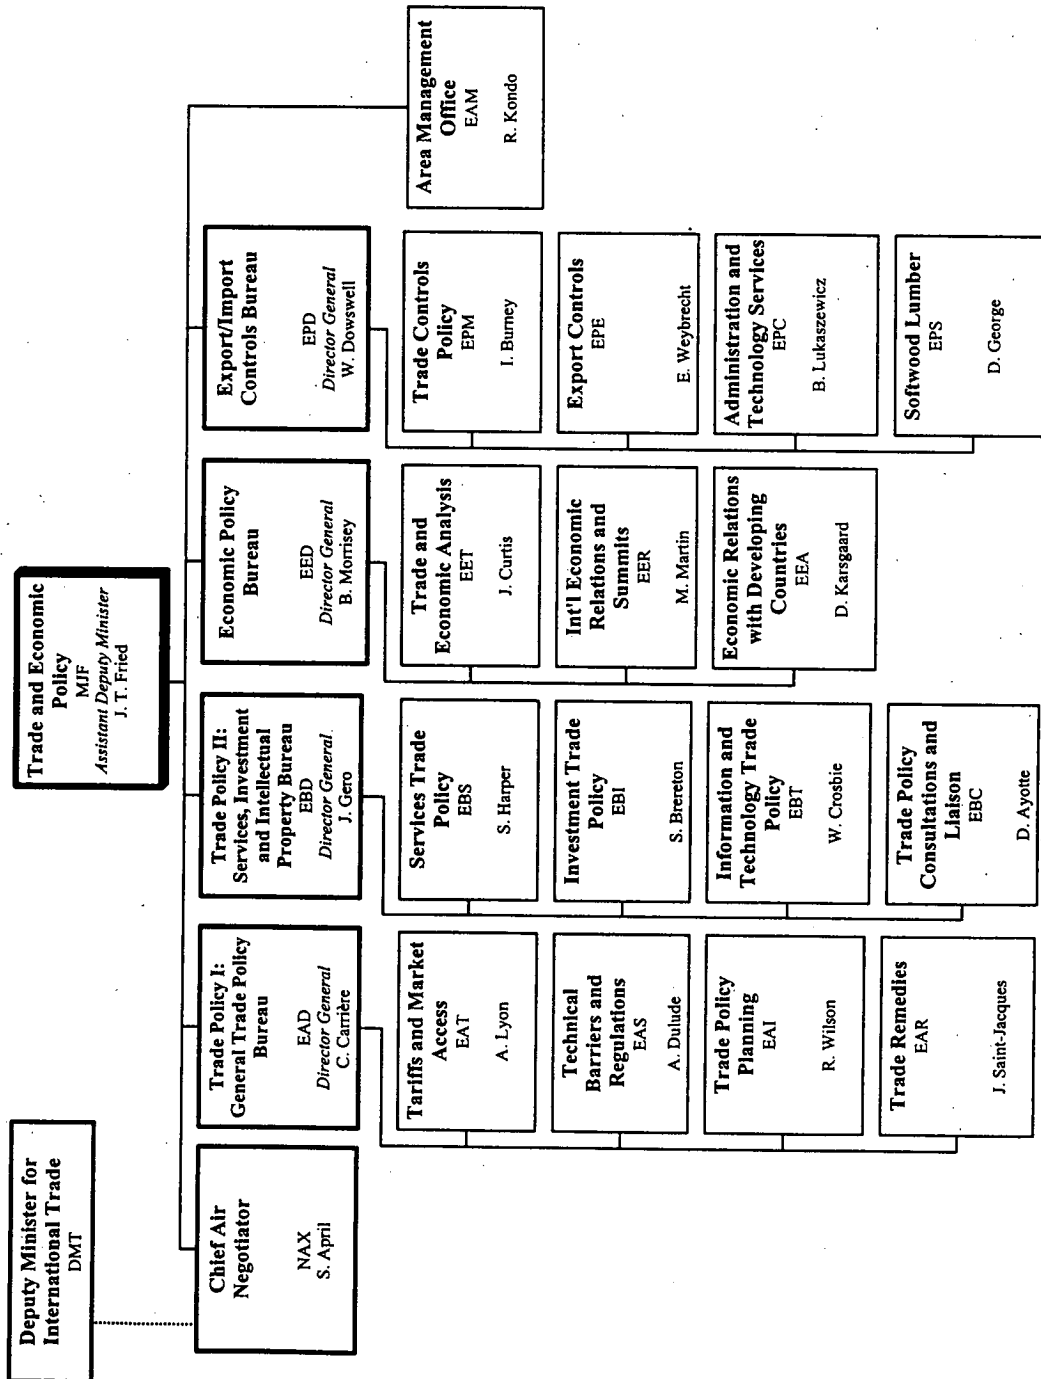 Deputy Minister for
International Trade
DMT
Trade and Economic
Policy
MJF
Assistant Deputy Minister
J. T. Fried
Chief Air
Negotiator
NAX
S. April
Trade Policy I:
General Trade Policy
Bureau
EAD
Director General
C. Carrière
Trade Policy II:
Services, Investment
and Intellectual
Property Bureau
EBD
Director General
J. Gero
Economic Policy
Bureau
EED
Director General
B. Morrisey
Export/Import
Controls Bureau
EPD
Director General
W. Dowswell
Area Management
Office
EAM
R. Kondo
Tariffs and Market
Access
EAT
A. Lyon
Technical
Barriers and
Regulations
EAS
A. Dulude
Trade Policy
Planning
EAI
R. Wilson
Trade Remedies
EAR
J. Saint-Jacques
Services Trade
Policy
EBS
S. Harper
Investment Trade
Policy
EBI
S. Brereton
Information and
Technology Trade
Policy
EBT
W. Crosbie
Trade Policy
Consultations and
Liaison
EBC
D. Ayotte
Trade and
Economic Analysis
EET
J. Curtis
Int'l Economic
Relations and
Summits
EER
M. Martin
Economic Relations
with Developing
Countries
EEA
D. Karsgaard
Trade Controls
Policy
EPM
I. Burney
Export Controls
EPE
E. Weybrecht
Administration and
Technology Services
EPC
B. Lukaszewicz
Softwood Lumber
EPS
D. George